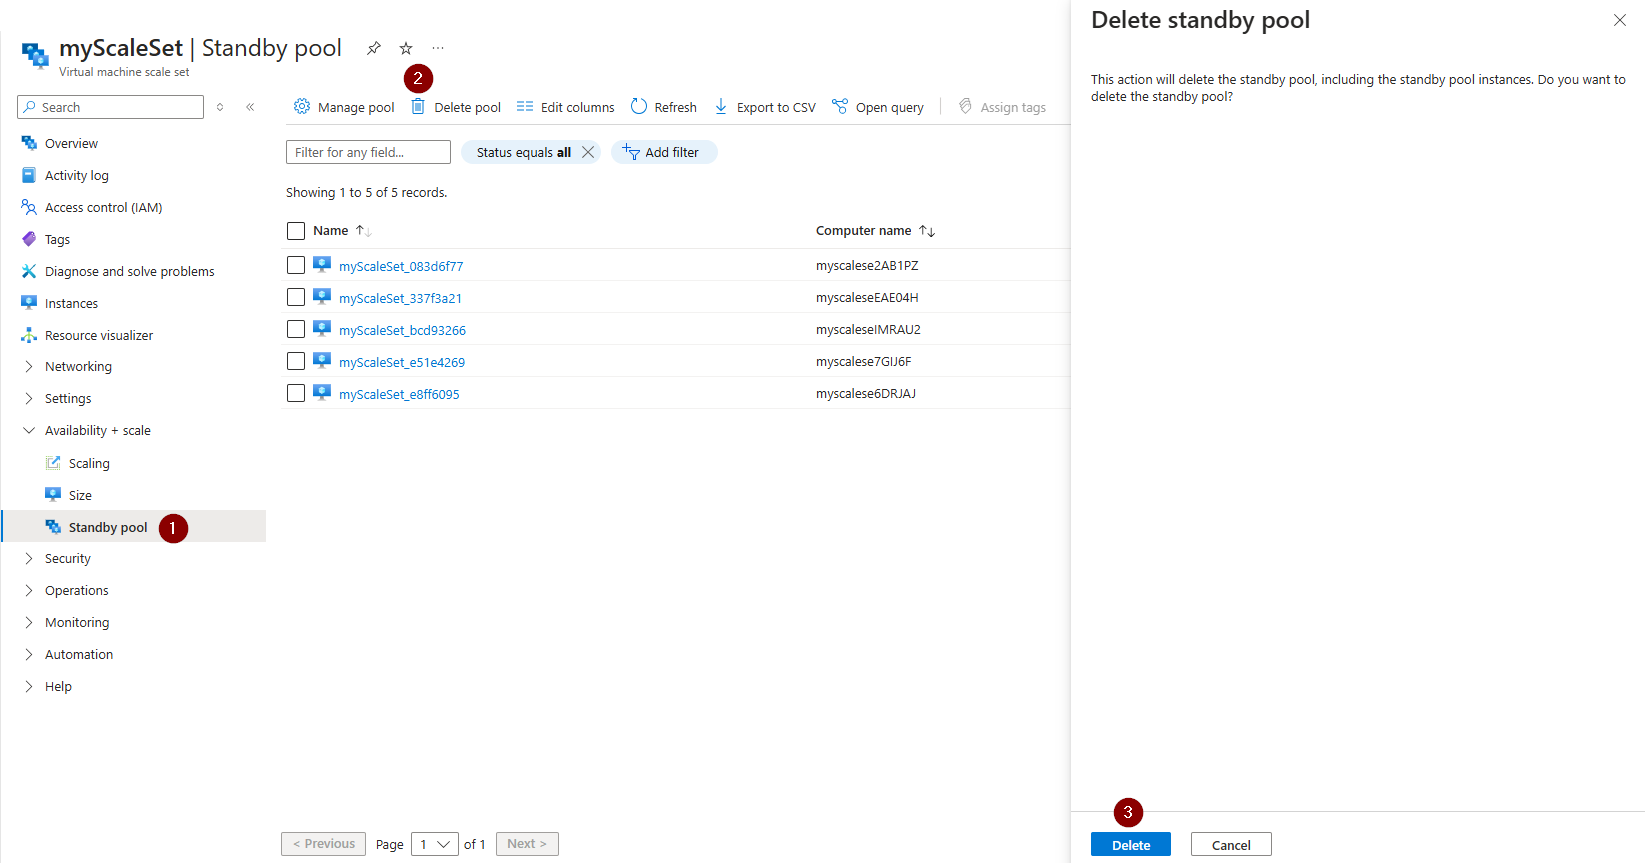 myScaleSet | Standby pool
Virtual machine scale set
2
Search
Manage pool Delete pool Edit columns Refresh Export to CSV Open query Assign tags
Overview
Activity log
Access control (IAM)
Tags
Diagnose and solve problems
Instances
Resource visualizer
Networking
Settings
Availability + scale
Scaling
Size
Standby pool 1
Security
Operations
Monitoring
Automation
Help
Filter for any field... Status equals all Add filter
Showing 1 to 5 of 5 records.
Name Computer name
myScaleSet_083d6f77 myscalese2AB1PZ
myScaleSet_337f3a21 myscaleseEAE04H
myScaleSet_bcd93266 myscaleseIMRAU2
myScaleSet_e51e4269 myscalese7GIJ6F
myScaleSet_e8ff6095 myscalese6DRJAJ
< Previous Page 1 of 1 Next >
Delete standby pool
This action will delete the standby pool, including the standby pool instances. Do you want to
delete the standby pool?
3
Delete Cancel